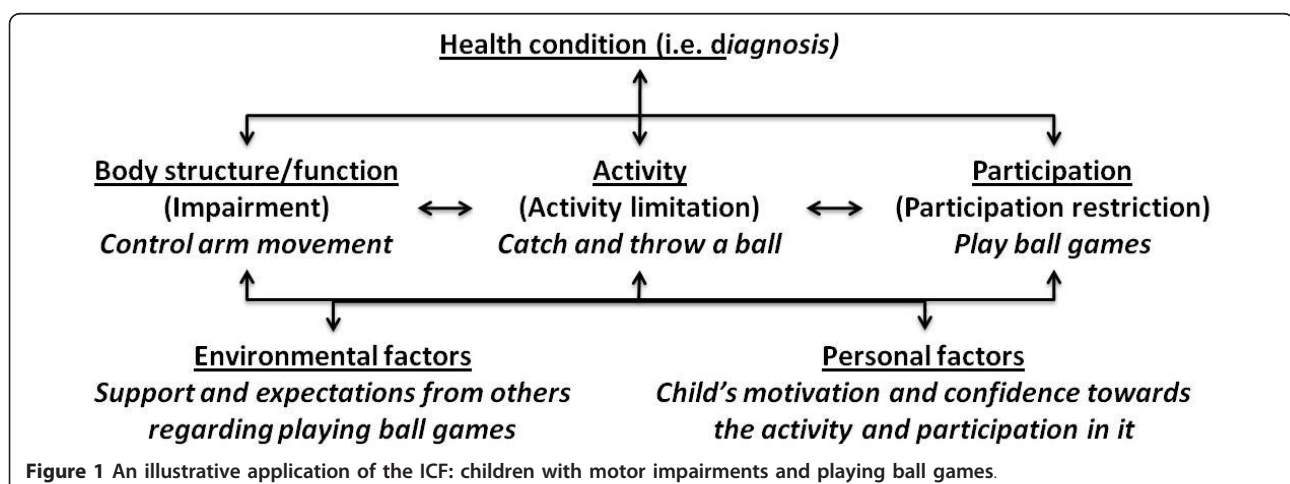 Health condition (i.e. diagnosis)
Body structure/function
(Impairment)
Control arm movement
Activity
(Activity limitation)
Catch and throw a ball
Participation
(Participation restriction)
Play ball games
Environmental factors
Support and expectations from others
regarding playing ball games
Personal factors
Child's motivation and confidence towards
the activity and participation in it
Figure 1 An illustrative application of the ICF: children with motor impairments and playing ball games.